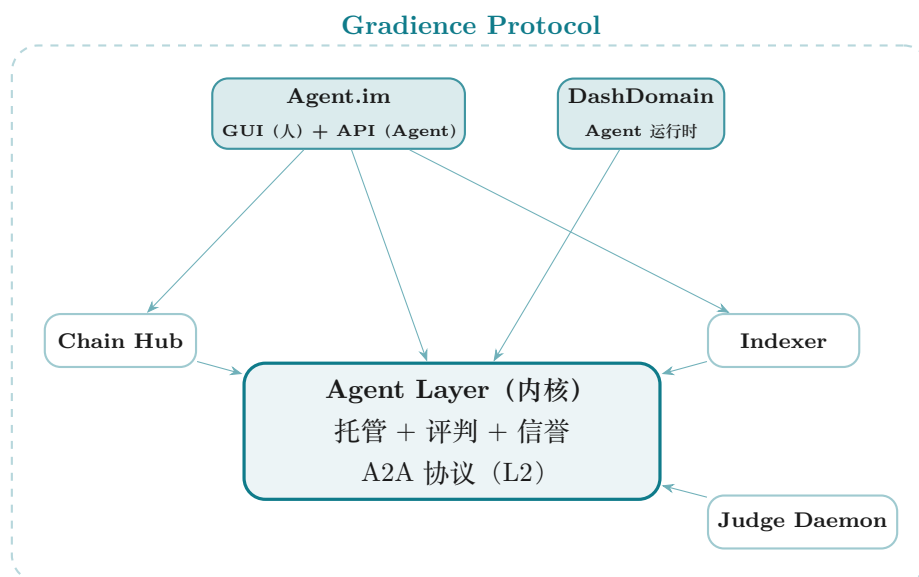 Gradience Protocol
Agent.im
GUI（人）+ API（Agent）
DashDomain
Agent 运行时
Chain Hub
Indexer
Agent Layer（内核）
托管 + 评判 + 信誉
A2A 协议（L2）
Judge Daemon